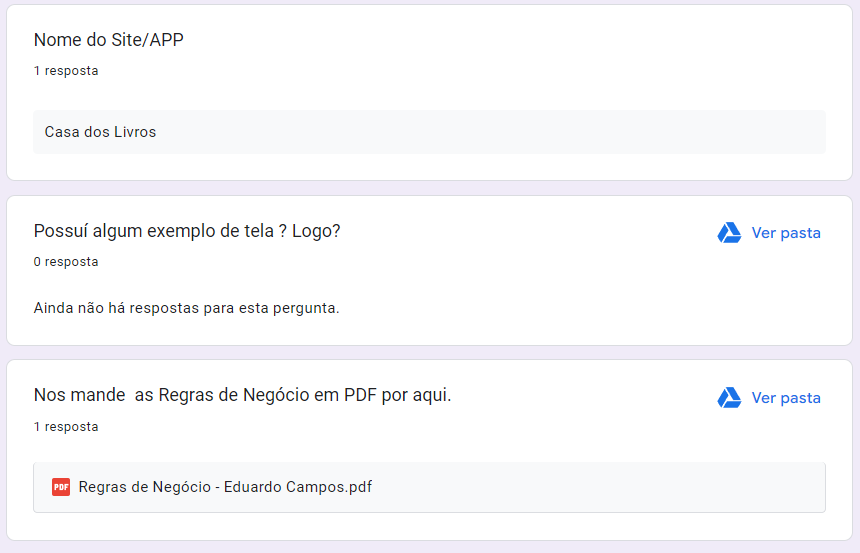 Nome do Site/APP
1 resposta
Casa dos Livros
Possuí algum exemplo de tela ? Logo?
Ver pasta
0 resposta
Ainda não há respostas para esta pergunta.
Nos mande  as Regras de Negócio em PDF por aqui.
Ver pasta
1 resposta
PDF Regras de Negócio - Eduardo Campos.pdf